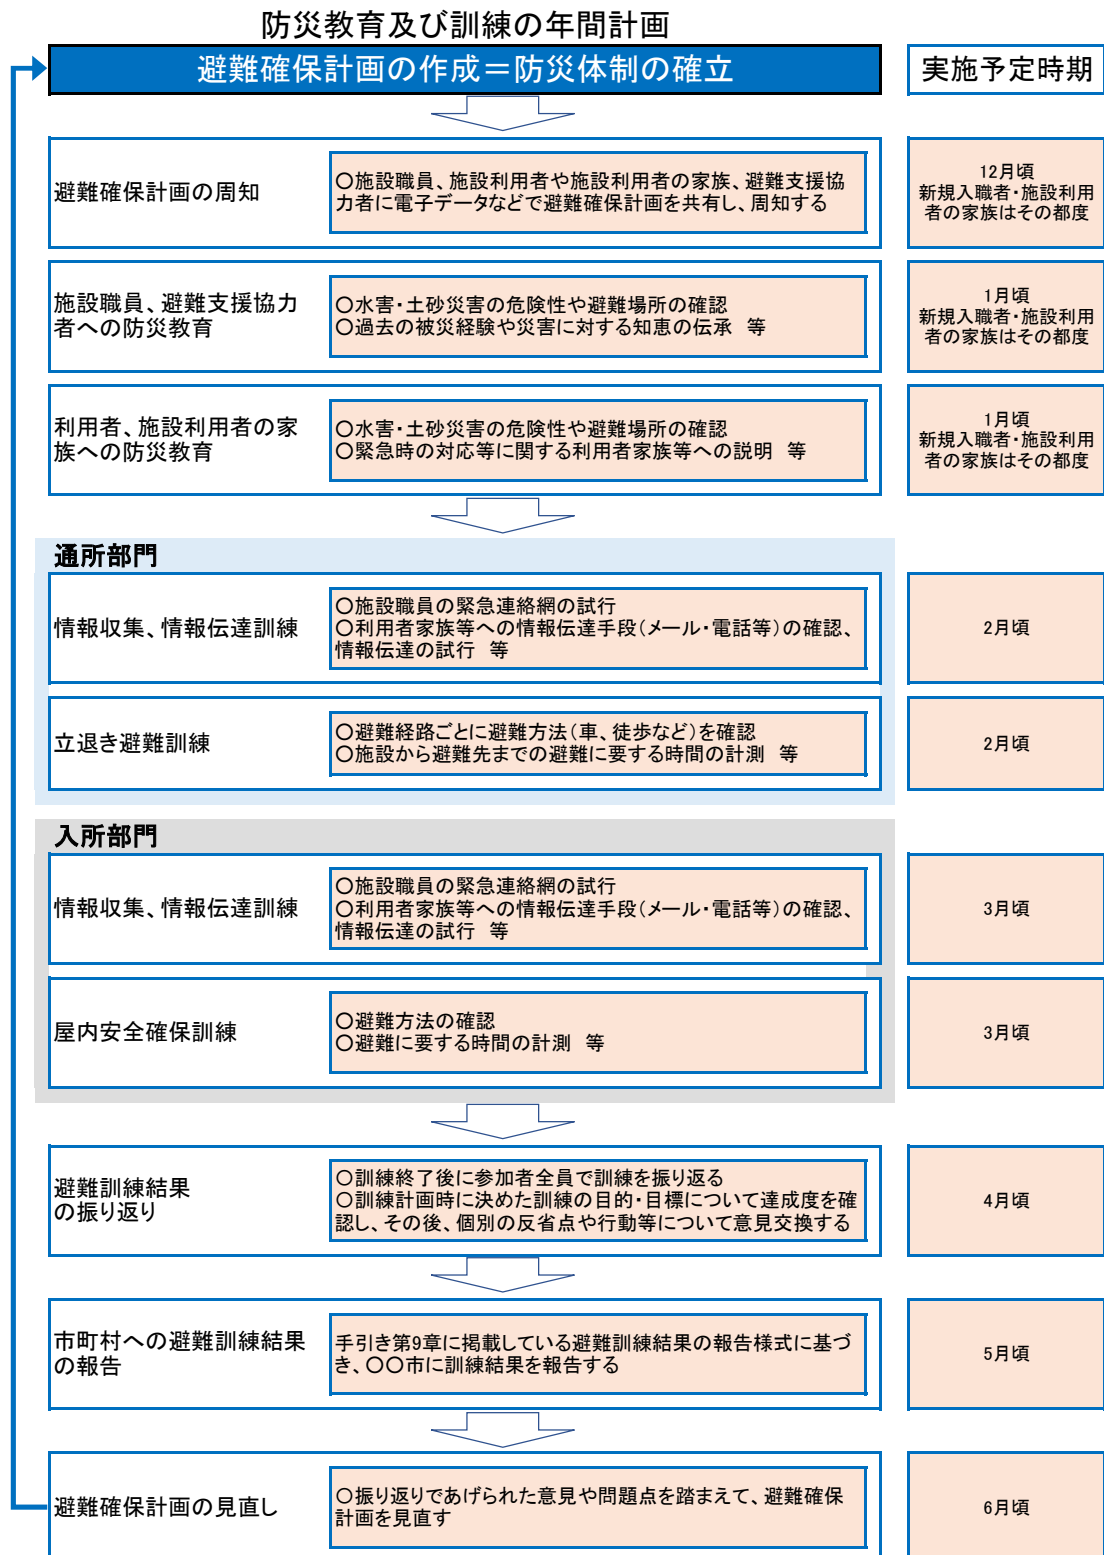 防災教育及び訓練の年間計画
避難確保計画の作成＝防災体制の確立
実施予定時期
避難確保計画の周知
〇施設職員、施設利用者や施設利用者の家族、避難支援協
力者に電子データなどで避難確保計画を共有し、周知する
12月頃
新規入職者・施設利用
者の家族はその都度
施設職員、避難支援協力
者への防災教育
〇水害・土砂災害の危険性や避難場所の確認
〇過去の被災経験や災害に対する知恵の伝承　等
1月頃
新規入職者・施設利用
者の家族はその都度
利用者、施設利用者の家
族への防災教育
〇水害・土砂災害の危険性や避難場所の確認
〇緊急時の対応等に関する利用者家族等への説明　等
1月頃
新規入職者・施設利用
者の家族はその都度
通所部門
情報収集、情報伝達訓練
〇施設職員の緊急連絡網の試行
〇利用者家族等への情報伝達手段（メール・電話等）の確認、
情報伝達の試行　等
2月頃
立退き避難訓練
〇避難経路ごとに避難方法（車、徒歩など）を確認
〇施設から避難先までの避難に要する時間の計測　等
2月頃
入所部門
情報収集、情報伝達訓練
〇施設職員の緊急連絡網の試行
〇利用者家族等への情報伝達手段（メール・電話等）の確認、
情報伝達の試行　等
3月頃
屋内安全確保訓練
〇避難方法の確認
〇避難に要する時間の計測　等
3月頃
避難訓練結果
の振り返り
〇訓練終了後に参加者全員で訓練を振り返る
〇訓練計画時に決めた訓練の目的・目標について達成度を確
認し、その後、個別の反省点や行動等について意見交換する
4月頃
市町村への避難訓練結果
の報告
手引き第9章に掲載している避難訓練結果の報告様式に基づ
き、〇〇市に訓練結果を報告する
5月頃
避難確保計画の見直し
〇振り返りであげられた意見や問題点を踏まえて、避難確保
計画を見直す
6月頃